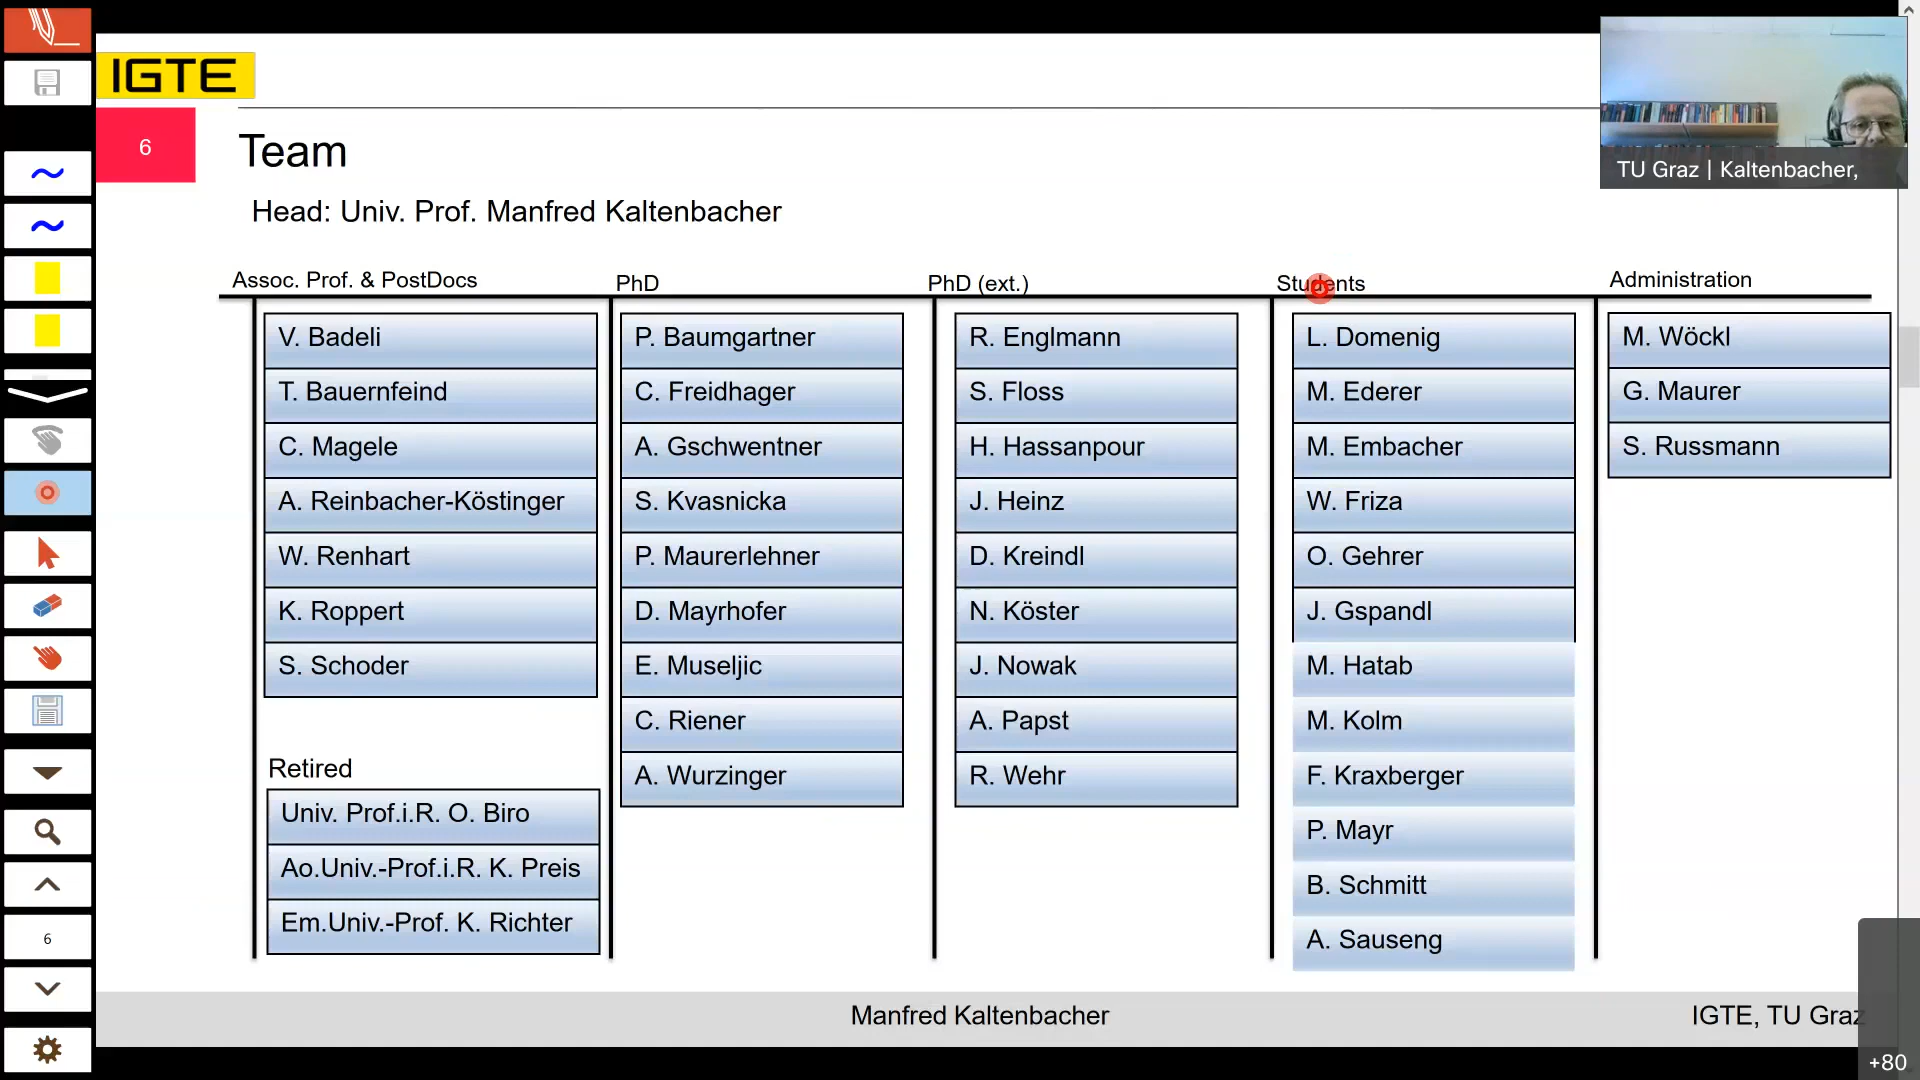 IGTE
6
Team
Head: Univ. Prof. Manfred Kaltenbacher
TU Graz | Kaltenbacher,
Assoc. Prof. & PostDocs
V. Badeli
T. Bauernfeind
C. Magele
A. Reinbacher-Köstinger
W. Renhart
K. Roppert
S. Schoder
Retired
Univ. Prof.i.R. O. Biro
Ao.Univ.-Prof.i.R. K. Preis
Em.Univ.-Prof. K. Richter
PhD
P. Baumgartner
C. Freidhager
A. Gschwentner
S. Kvasnicka
P. Maurerlehner
D. Mayrhofer
E. Museljic
C. Riener
A. Wurzinger
PhD (ext.)
R. Englmann
S. Floss
H. Hassanpour
J. Heinz
D. Kreindl
N. Köster
J. Nowak
A. Papst
R. Wehr
Students
L. Domenig
M. Ederer
M. Embacher
W. Friza
O. Gehrer
J. Gspandl
M. Hatab
M. Kolm
F. Kraxberger
P. Mayr
B. Schmitt
A. Sauseng
Administration
M. Wöckl
G. Maurer
S. Russmann
6
Manfred Kaltenbacher
IGTE, TU Graz
+80